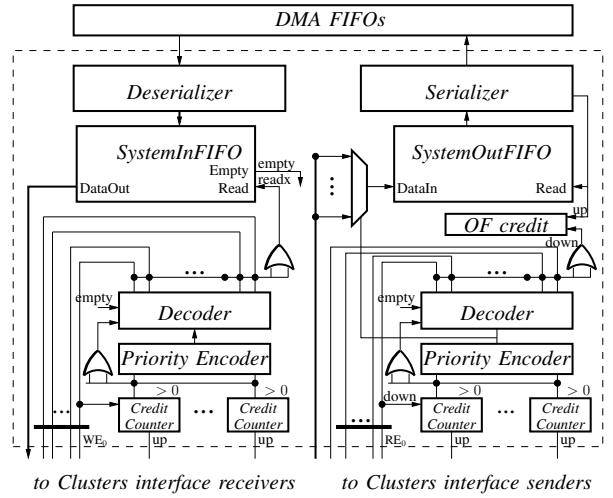 DMA FIFOs
Deserializer
Serializer
SystemInFIFO
SystemOutFIFO
Empty
empty
readx
DataOut
Read
DataIn
Read
up
OF credit
down
empty
Decoder
empty
Decoder
Priority Encoder
Priority Encoder
> 0
> 0
> 0
> 0
down
Credit Counter
Credit Counter
Credit Counter
Credit Counter
WE0
up
up
RE0
up
up
to Clusters interface receivers
to Clusters interface senders